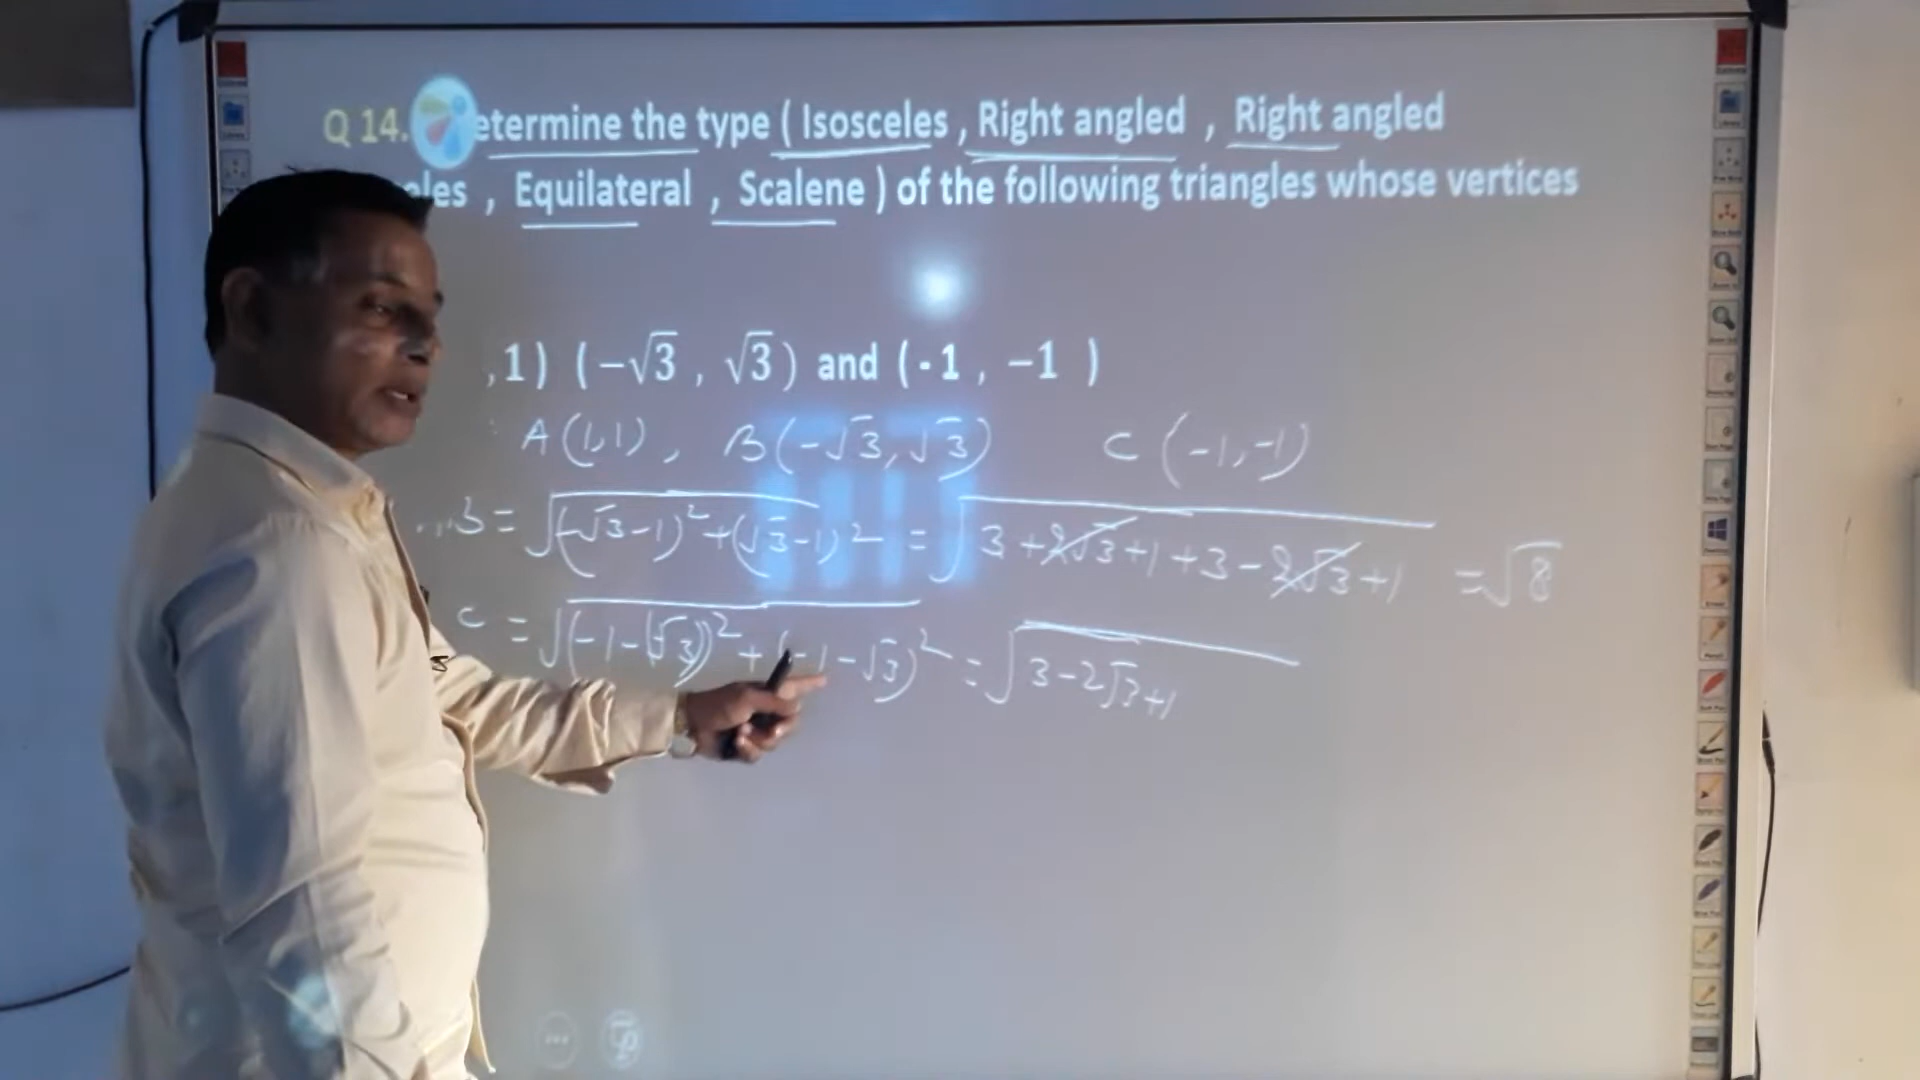 Q 14. etermine the type ( Isosceles , Right angled , Right angled
eles , Equilateral , Scalene ) of the following triangles whose vertices
,1) (−√3 , √3) and (-1 , −1 )
A (1,1) , B (-√3, √3) C (-1, -1)
B = √(-√3-1)² + (√3-1)² = √3 + 2√3 + 1 + 3 - 2√3 + 1 = √8
C = √(-1-(-√3))² + (-1-√3)² = √3-2√3+1